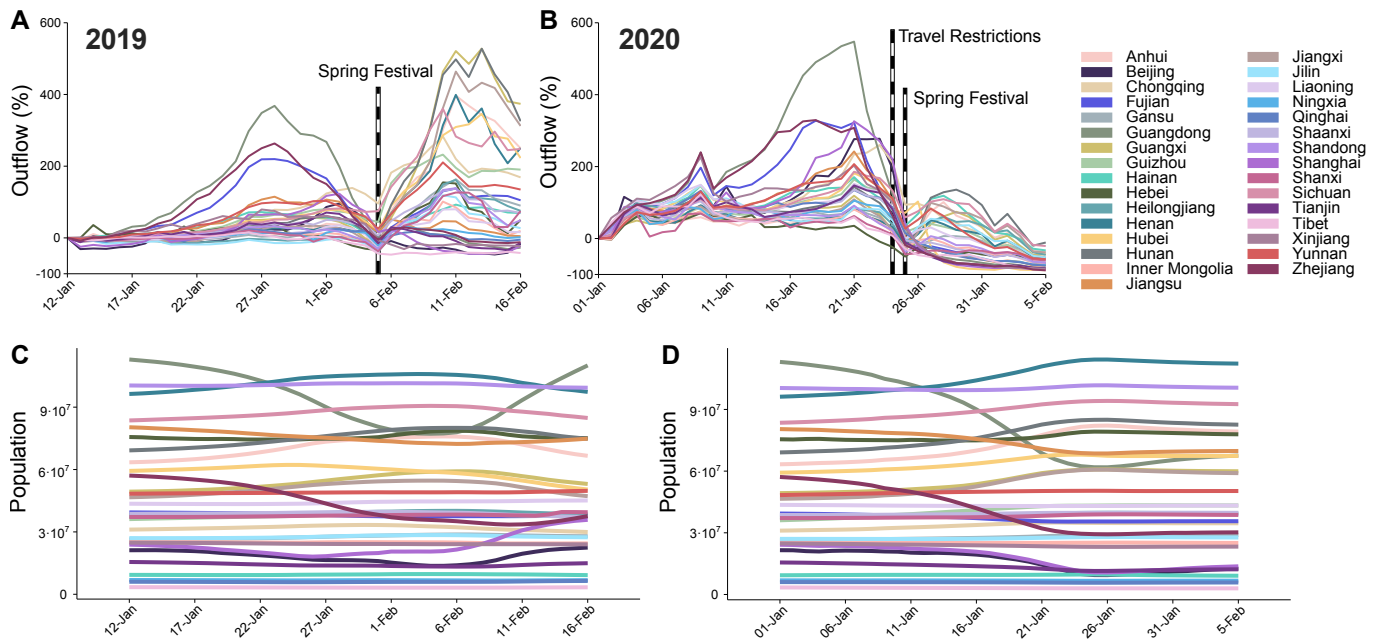 A
2019
Outflow (%)
600
400
200
0
-100
Spring Festival
12-Jan
17-Jan
22-Jan
27-Jan
1-Feb
6-Feb
11-Feb
16-Feb
B
2020
Outflow (%)
600
400
200
0
-100
Travel Restrictions
Spring Festival
01-Jan
06-Jan
11-Jan
16-Jan
21-Jan
26-Jan
31-Jan
5-Feb
Anhui
Beijing
Chongqing
Fujian
Gansu
Guangdong
Guangxi
Guizhou
Hainan
Hebei
Heilongjiang
Henan
Hubei
Hunan
Inner Mongolia
Jiangsu
Jiangxi
Jilin
Liaoning
Ningxia
Qinghai
Shaanxi
Shandong
Shanghai
Shanxi
Sichuan
Tianjin
Tibet
Xinjiang
Yunnan
Zhejiang
C
Population
9·10⁷
6·10⁷
3·10⁷
0
12-Jan
17-Jan
22-Jan
27-Jan
1-Feb
6-Feb
11-Feb
16-Feb
D
Population
9·10⁷
6·10⁷
3·10⁷
0
01-Jan
06-Jan
11-Jan
16-Jan
21-Jan
26-Jan
31-Jan
5-Feb